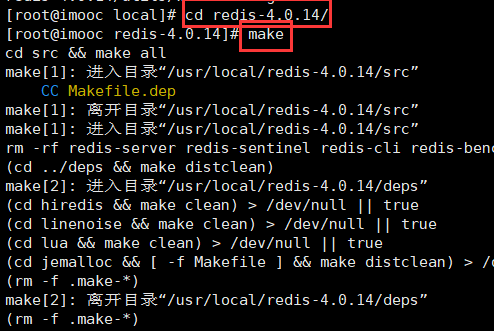 [root@imooc local]# cd redis-4.0.14/
[root@imooc redis-4.0.14]# make
cd src && make all
make[1]: 进入目录“/usr/local/redis-4.0.14/src”
CC Makefile.dep
make[1]: 离开目录“/usr/local/redis-4.0.14/src”
make[1]: 进入目录“/usr/local/redis-4.0.14/src”
rm -rf redis-server redis-sentinel redis-cli redis-ben
(cd ../deps && make distclean)
make[2]: 进入目录“/usr/local/redis-4.0.14/deps”
(cd hiredis && make clean) > /dev/null || true
(cd linenoise && make clean) > /dev/null || true
(cd lua && make clean) > /dev/null || true
(cd jemalloc && [ -f Makefile ] && make distclean) > /
(rm -f .make-*)
make[2]: 离开目录“/usr/local/redis-4.0.14/deps”
(rm -f .make-*)